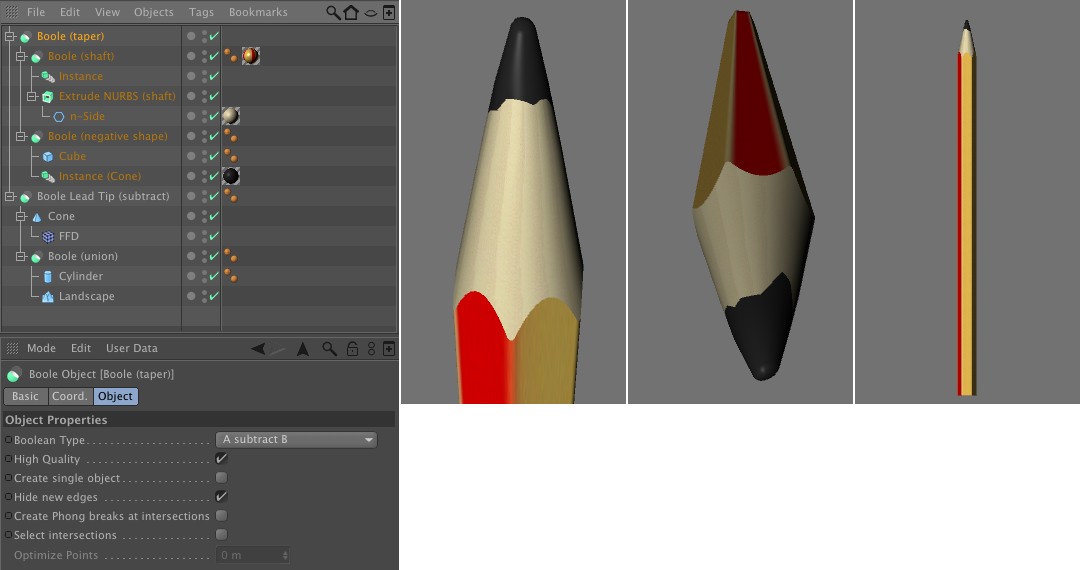 File Edit View Objects Tags Bookmarks
Boole (taper)
Boole (shaft)
Instance
Extrude NURBS (shaft)
n-Side
Boole (negative shape)
Cube
Instance (Cone)
Boole Lead Tip (subtract)
Cone
FFD
Boole (union)
Cylinder
Landscape
Mode Edit User Data
Boole Object [Boole (taper)]
Basic Coord. Object
Object Properties
Boolean Type A subtract B
High Quality
Create single object
Hide new edges
Create Phong breaks at intersections
Select intersections
Optimize Points 0 m